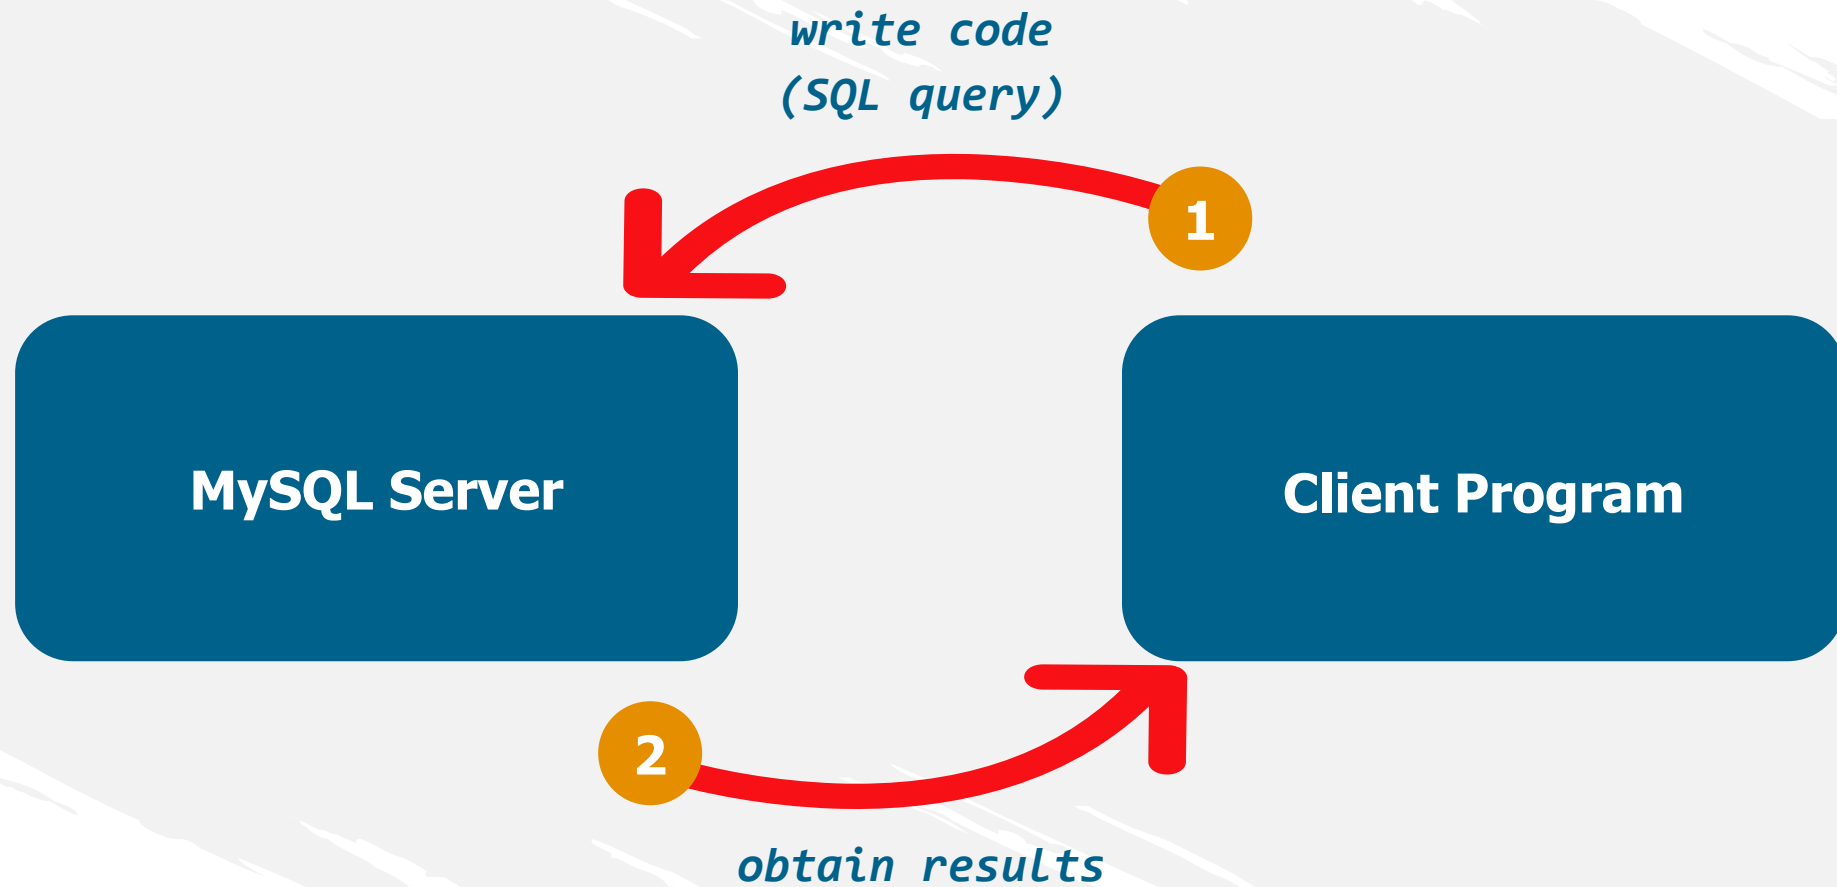 write code
(SQL query)
1
MySQL Server
Client Program
2
obtain results